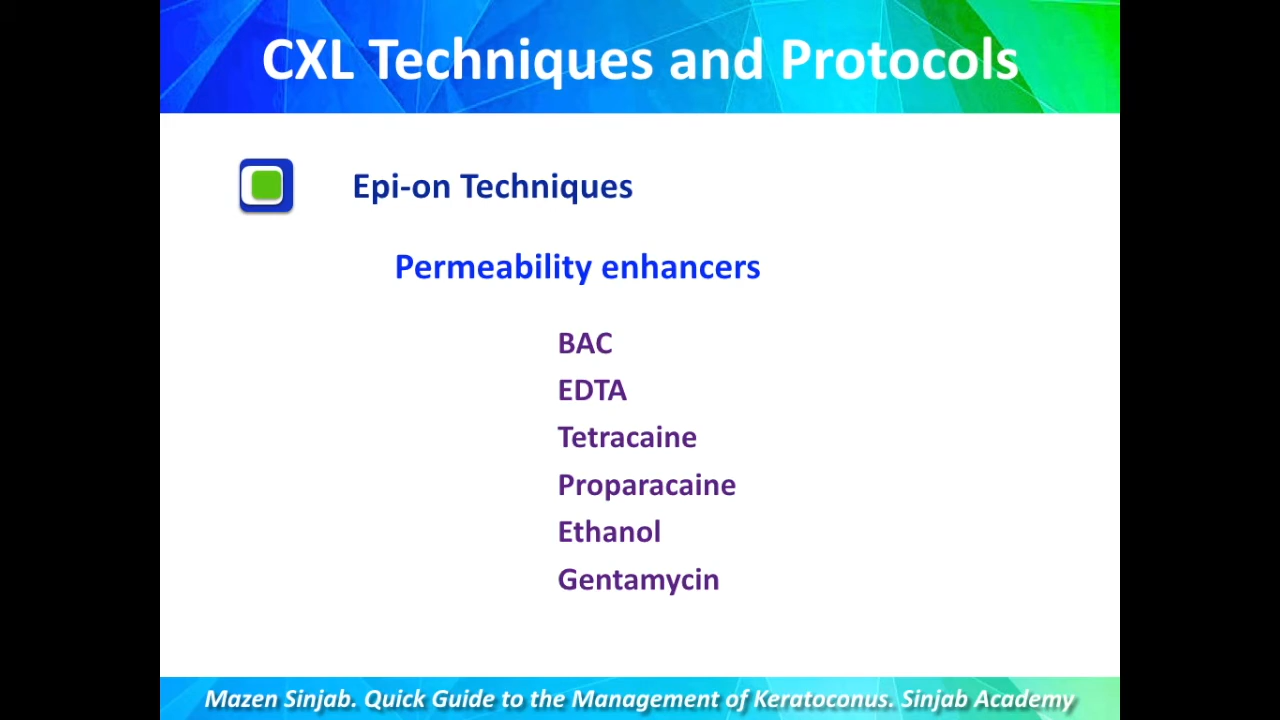 CXL Techniques and Protocols
Epi-on Techniques
Permeability enhancers
BAC
EDTA
Tetracaine
Proparacaine
Ethanol
Gentamycin
Mazen Sinjab. Quick Guide to the Management of Keratoconus. Sinjab Academy